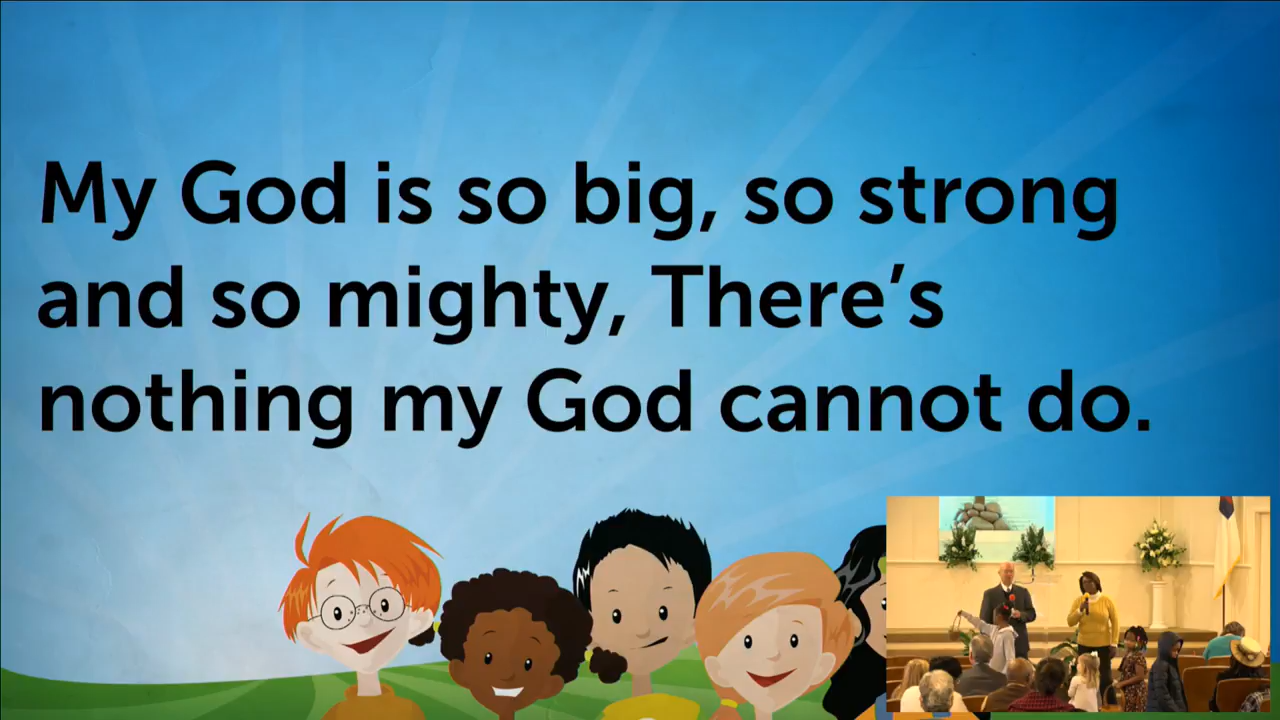 My God is so big, so strong
and so mighty, There’s
nothing my God cannot do.